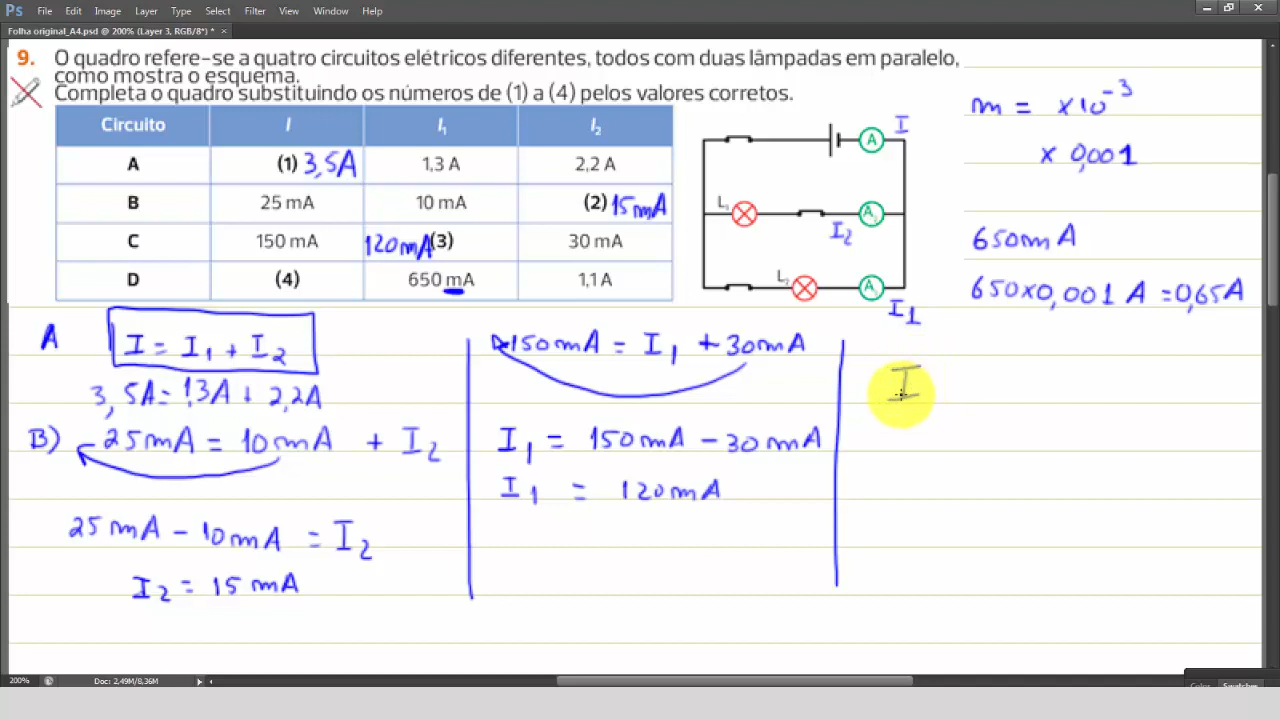 Ps File Edit Image Layer Type Select Filter View Window Help
Folha original_A4.psd @ 200% (Layer 3, RGB/8*) * ×
9. O quadro refere-se a quatro circuitos elétricos diferentes, todos com duas lâmpadas em paralelo,
como mostra o esquema.
Completa o quadro substituindo os números de (1) a (4) pelos valores corretos.
Circuito I I₁ I₂
A (1) 3,5A 1,3 A 2,2 A
B 25 mA 10 mA (2) 15mA
C 150 mA 120mA (3) 30 mA
D (4) 650 mA 1,1 A
A I
L₁ A₂
I₂
L₂ A₁
I₁
m = ×10⁻³
× 0,001
650mA
650×0,001 A = 0,65A
A I = I₁ + I₂
3,5A = 1,3A + 2,2A
B) -25mA = 10mA + I₂
25mA - 10mA = I₂
I₂ = 15 mA
150mA = I₁ + 30mA
I₁ = 150mA - 30mA
I₁ = 120mA
I
200% Doc: 2,49M/8,36M